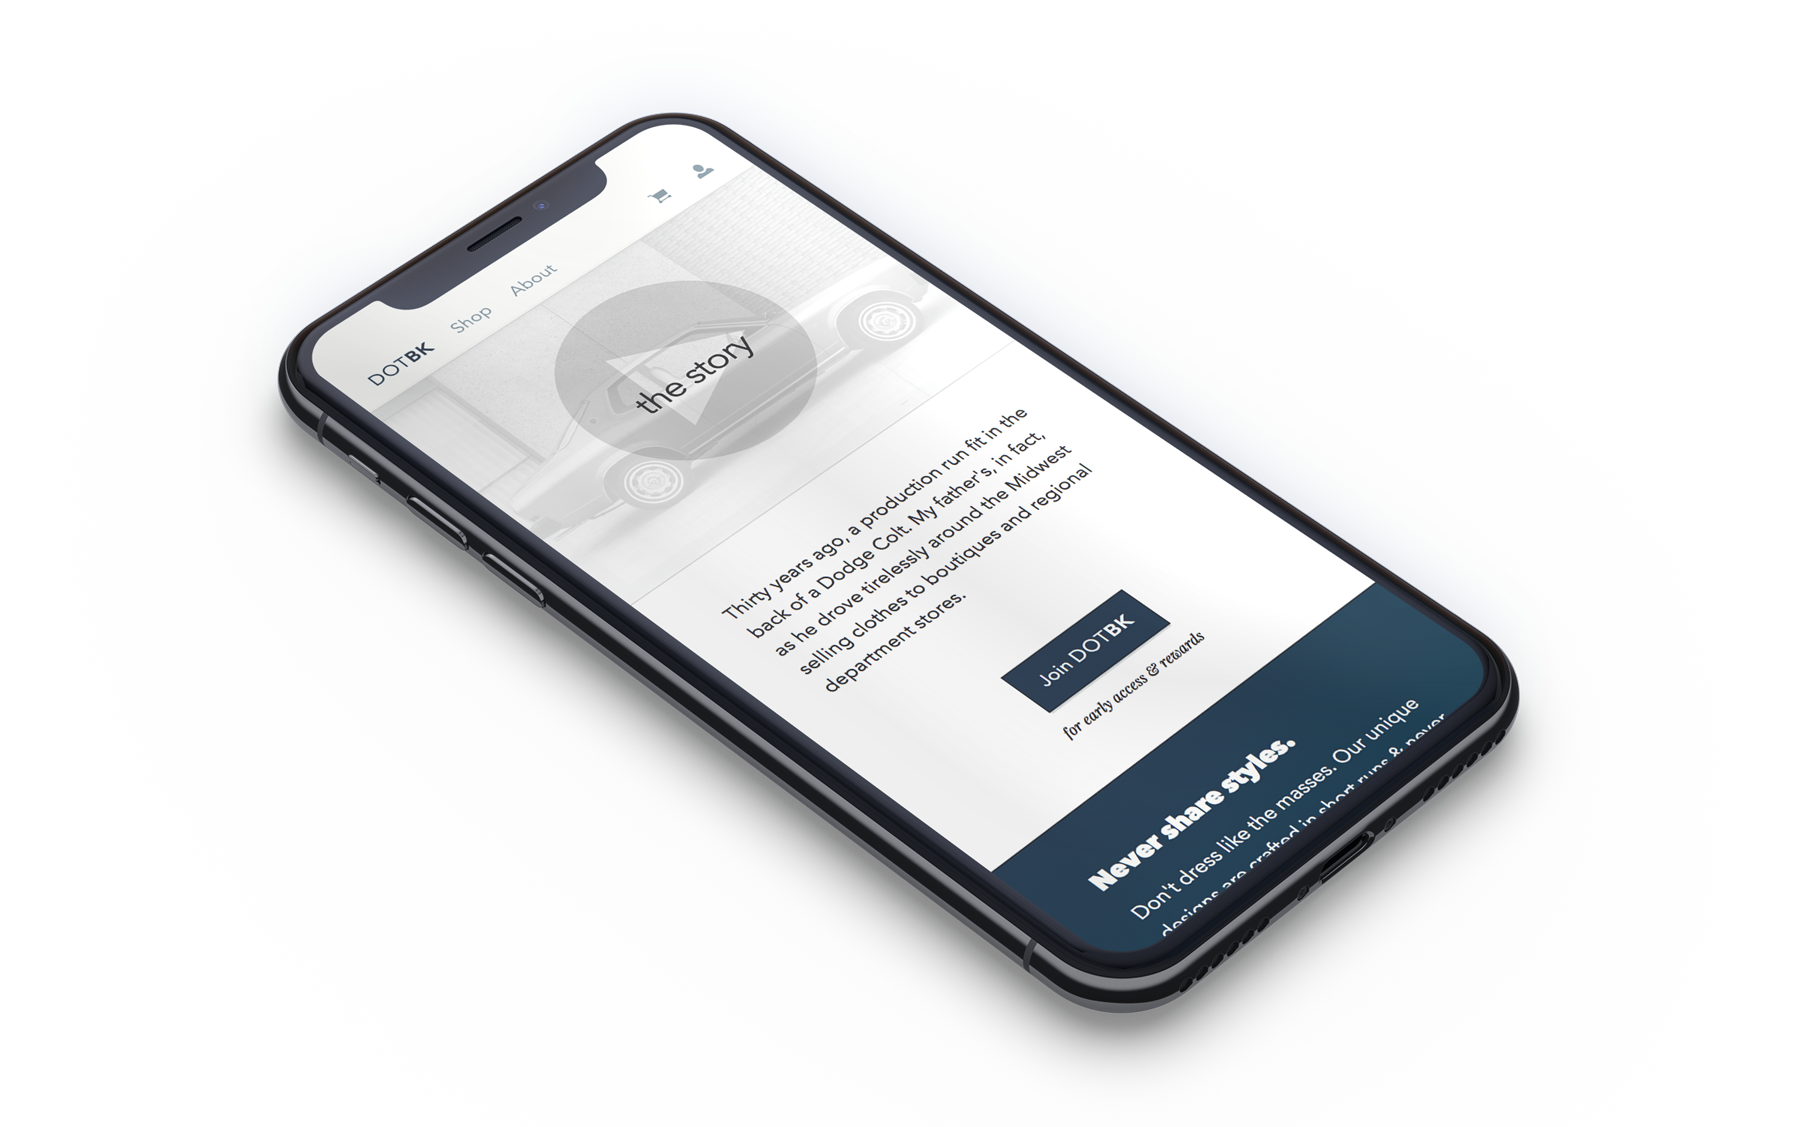 DOTBK Shop About
the story
Thirty years ago, a production run fit in the
back of a Dodge Colt. My father's, in fact,
as he drove tirelessly around the Midwest
selling clothes to boutiques and regional
department stores.
Join DOTBK
for early access & rewards
Never share styles.
Don't dress like the masses. Our unique
designs are crafted in short runs & never